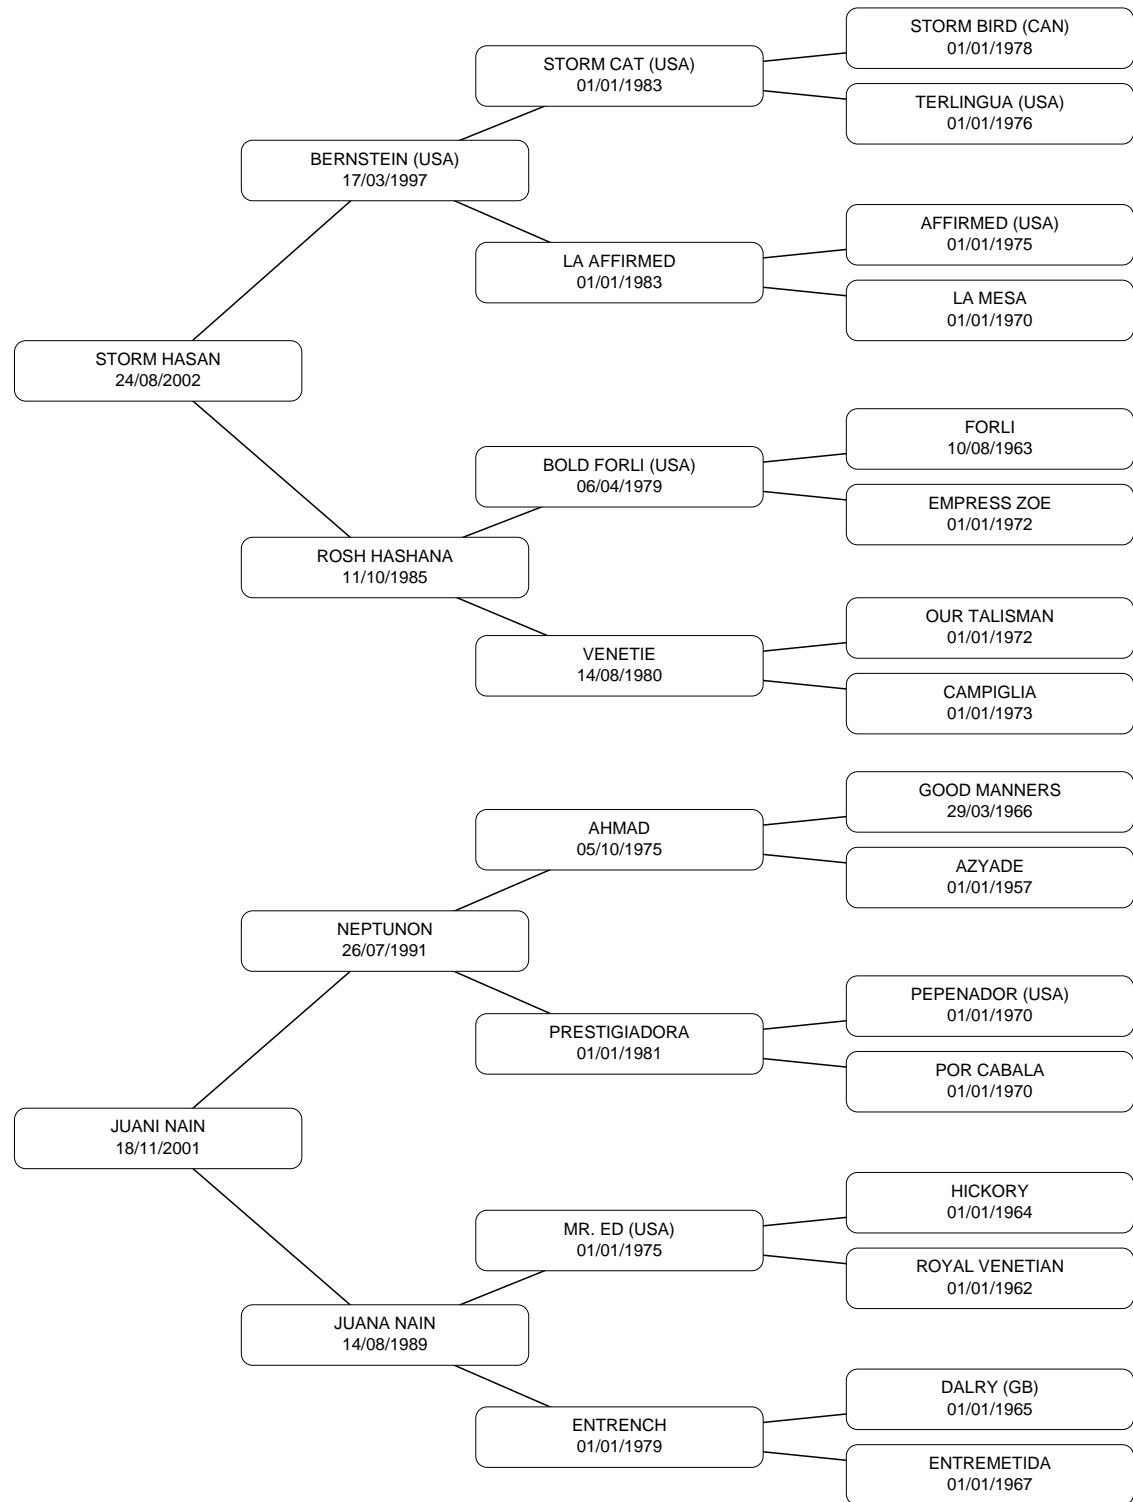 STORM BIRD (CAN)
01/01/1978
STORM CAT (USA)
01/01/1983
TERLINGUA (USA)
01/01/1976
BERNSTEIN (USA)
17/03/1997
AFFIRMED (USA)
01/01/1975
LA AFFIRMED
01/01/1983
LA MESA
01/01/1970
STORM HASAN
24/08/2002
FORLI
10/08/1963
BOLD FORLI (USA)
06/04/1979
EMPRESS ZOE
01/01/1972
ROSH HASHANA
11/10/1985
OUR TALISMAN
01/01/1972
VENETIE
14/08/1980
CAMPIGLIA
01/01/1973
GOOD MANNERS
29/03/1966
AHMAD
05/10/1975
AZYADE
01/01/1957
NEPTUNON
26/07/1991
PEPENADOR (USA)
01/01/1970
PRESTIGIADORA
01/01/1981
POR CABALA
01/01/1970
JUANI NAIN
18/11/2001
HICKORY
01/01/1964
MR. ED (USA)
01/01/1975
ROYAL VENETIAN
01/01/1962
JUANA NAIN
14/08/1989
DALRY (GB)
01/01/1965
ENTRENCH
01/01/1979
ENTREMETIDA
01/01/1967